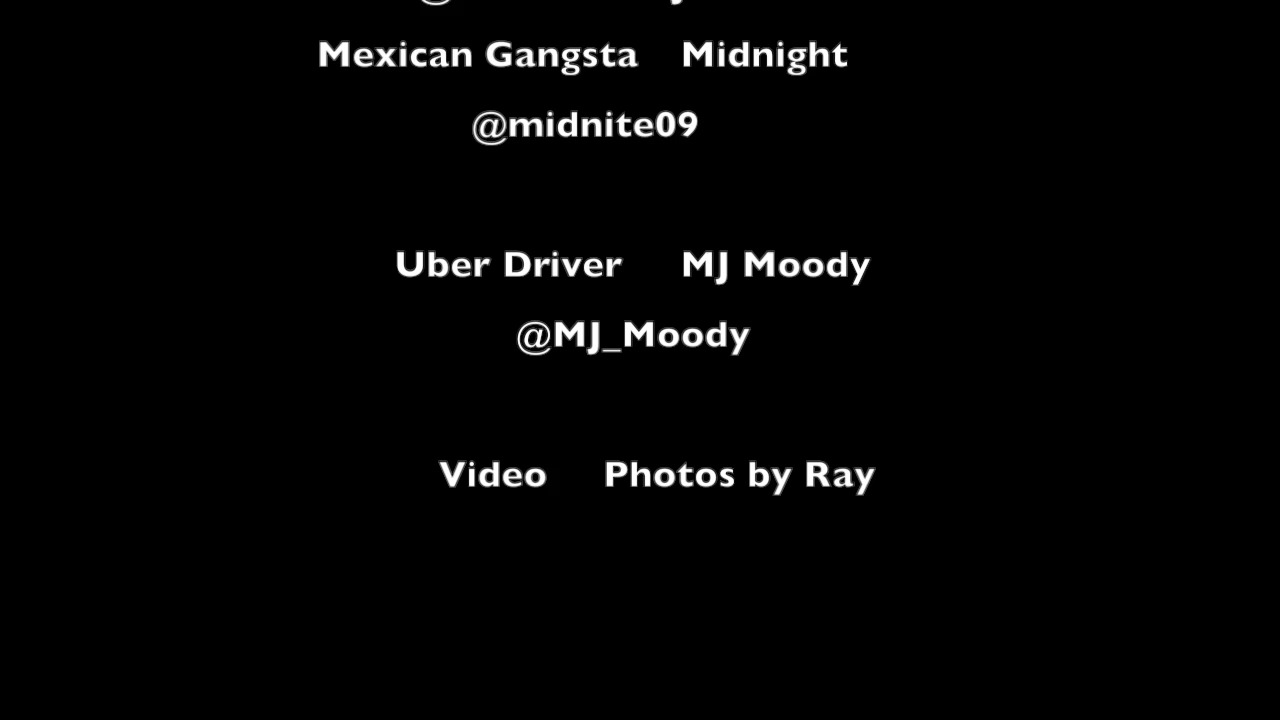 Mexican Gangsta Midnight
@midnite09
Uber Driver MJ Moody
@MJ_Moody
Video Photos by Ray